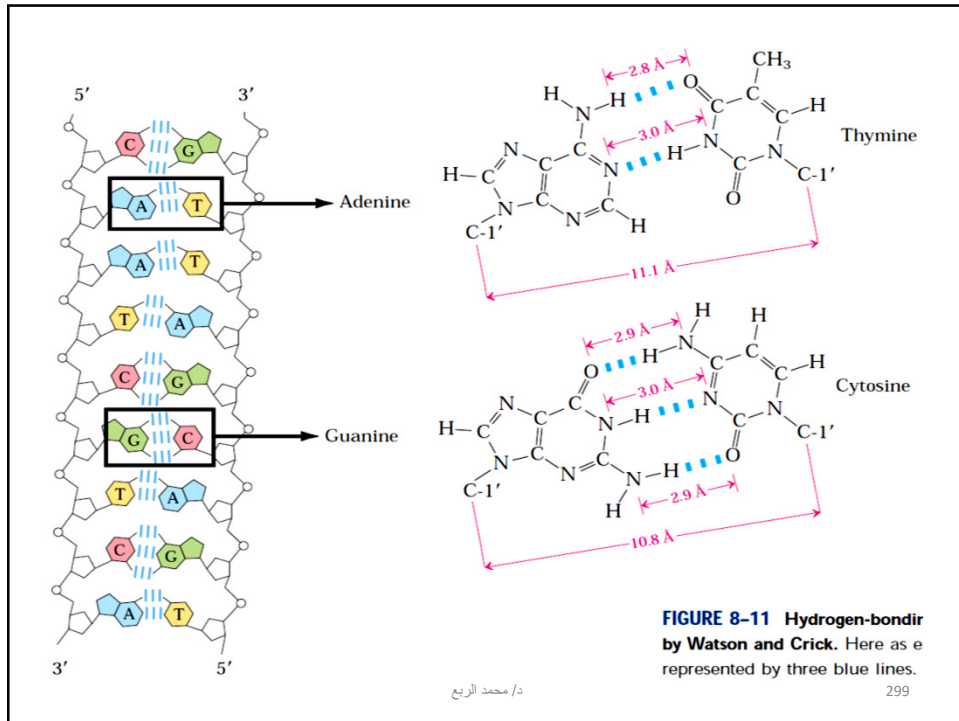 5′ 3′
C G
A T
A T
T A
C G
G C
T A
C G
A T
3′ 5′
Adenine
Guanine
2.8 Å
H
N
H
O
CH₃
C
C
C
H
3.0 Å
Thymine
N
C
C
N
H
N
C
N
H
C
C
C
C-1′
N
N
C
H
O
C-1′
11.1 Å
H
H
2.9 Å
H
N
C
C
C
H
O
3.0 Å
Cytosine
N
C
C
N
H
N
C
N
H
C
C
C
O
C-1′
N
N
N
H
C-1′
H
2.9 Å
10.8 Å
FIGURE 8–11 Hydrogen-bondir
by Watson and Crick. Here as e
represented by three blue lines.
د/ محمد الربع
299